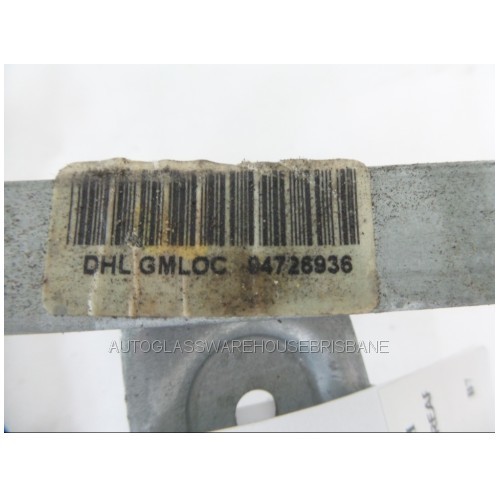 DHL GMLOC 94726936
AUTOGLASSWAREHOUSEBRISBANE